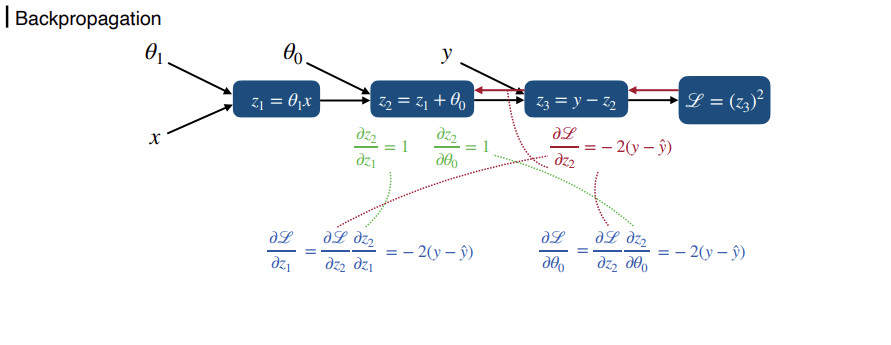 Backpropagation
θ₁ θ₀ y
z₁ = θ₁x z₂ = z₁ + θ₀ z₃ = y − z₂ ℒ = (z₃)²
x
∂z₂/∂z₁ = 1 ∂z₂/∂θ₀ = 1 ∂ℒ/∂z₂ = − 2(y − ŷ)
∂ℒ/∂z₁ = ∂ℒ/∂z₂ ∂z₂/∂z₁ = − 2(y − ŷ) ∂ℒ/∂θ₀ = ∂ℒ/∂z₂ ∂z₂/∂θ₀ = − 2(y − ŷ)